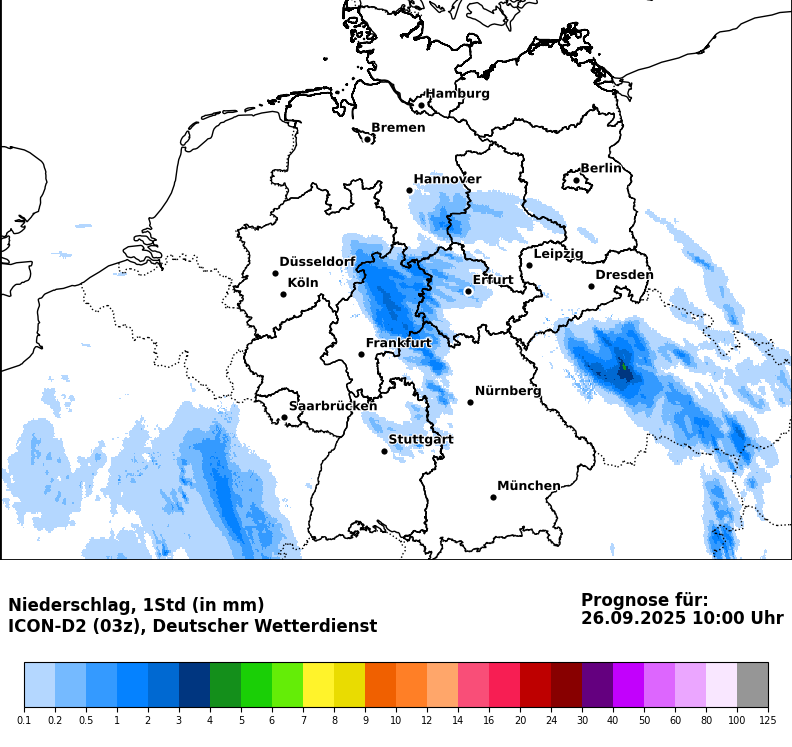 Hamburg
Bremen
Berlin
Hannover
Leipzig
Düsseldorf
Dresden
Erfurt
Köln
Frankfurt
Nürnberg
Saarbrücken
Stuttgart
München
Niederschlag, 1Std (in mm)
ICON-D2 (03z), Deutscher Wetterdienst
Prognose für:
26.09.2025 10:00 Uhr
0.1 0.2 0.5 1 2 3 4 5 6 7 8 9 10 12 14 16 20 24 30 40 50 60 80 100 125